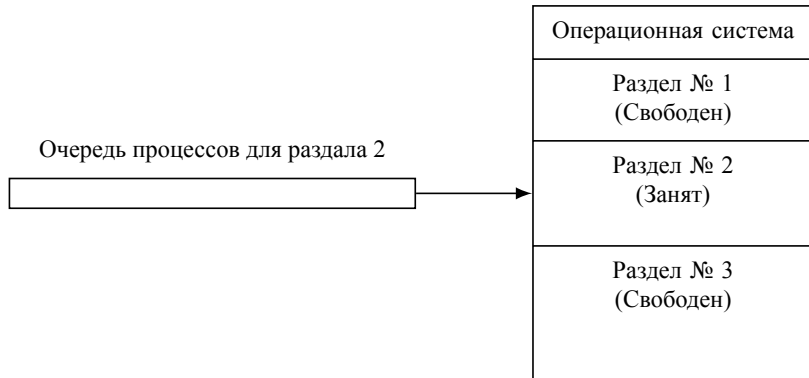 Операционная система
Раздел № 1
(Свободен)
Очередь процессов для раздала 2
Раздел № 2
(Занят)
Раздел № 3
(Свободен)